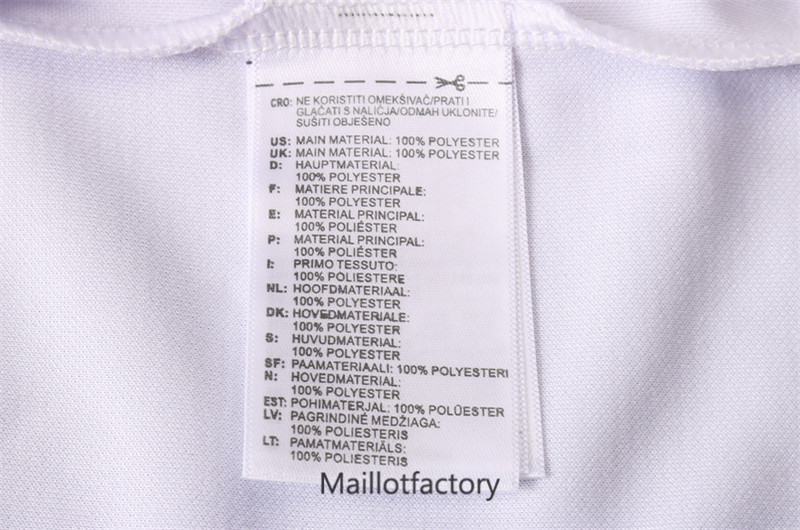 CRO: NE KORISTITI OMEKŠIVAČ/PRATI I
GLAČATI S NALIČJA/ODMAH UKLONITE/
SUŠITI OBJEŠENO
US: MAIN MATERIAL: 100% POLYESTER
UK: MAIN MATERIAL: 100% POLYESTER
D: HAUPTMATERIAL:
100% POLYESTER
F: MATIERE PRINCIPALE:
100% POLYESTER
E: MATERIAL PRINCIPAL:
100% POLIÉSTER
P: MATERIAL PRINCIPAL:
100% POLIÉSTER
I: PRIMO TESSUTO:
100% POLIESTERE
NL: HOOFDMATERIAAL:
100% POLYESTER
DK: HOVEDMATERIALE:
100% POLYESTER
S: HUVUDMATERIAL:
100% POLYESTER
SF: PAAMATERIAALI: 100% POLYESTERI
N: HOVEDMATERIAL:
100% POLYESTER
EST: POHIMATERJAL: 100% POLÜESTER
LV: PAGRINDINĖ MEDŽIAGA:
100% POLIESTERIS
LT: PAMATMATERIĀLS:
100% POLIESTERIS
Maillotfactory